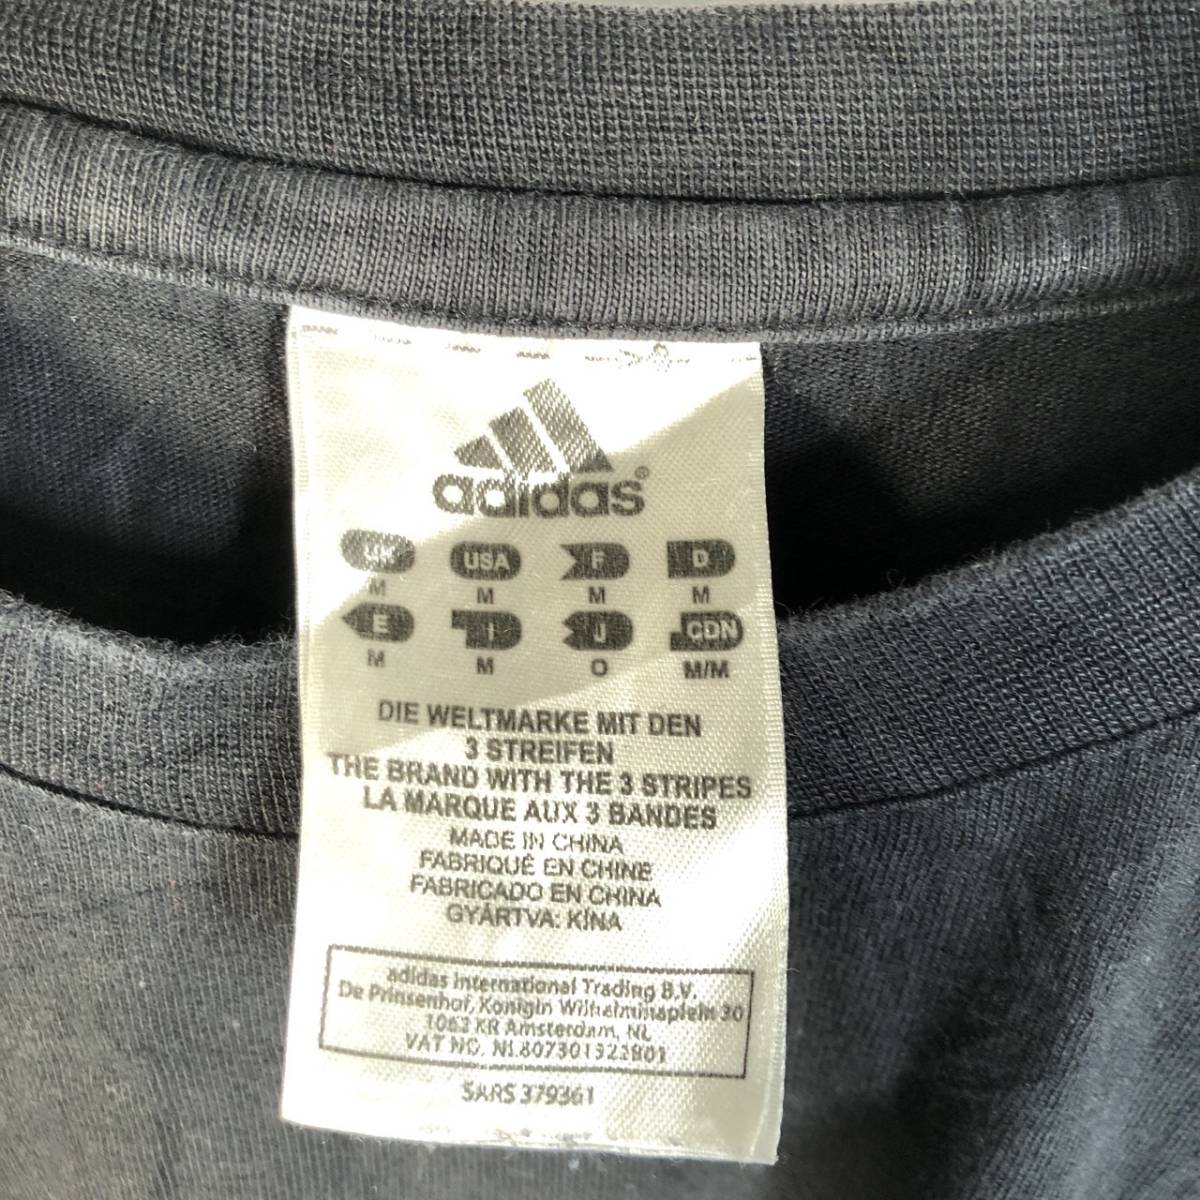 adidas®
UK USA F D
M M M M
E I J CDN
M M O M/M
DIE WELTMARKE MIT DEN
3 STREIFEN
THE BRAND WITH THE 3 STRIPES
LA MARQUE AUX 3 BANDES
MADE IN CHINA
FABRIQUÉ EN CHINE
FABRICADO EN CHINA
GYÁRTVA: KÍNA
adidas International Trading B.V.
De Prinsenhof, Konigin Wilhelminaplein 30
1062 KR Amsterdam, NL
VAT NO. NL807301322B01
SARS 379361